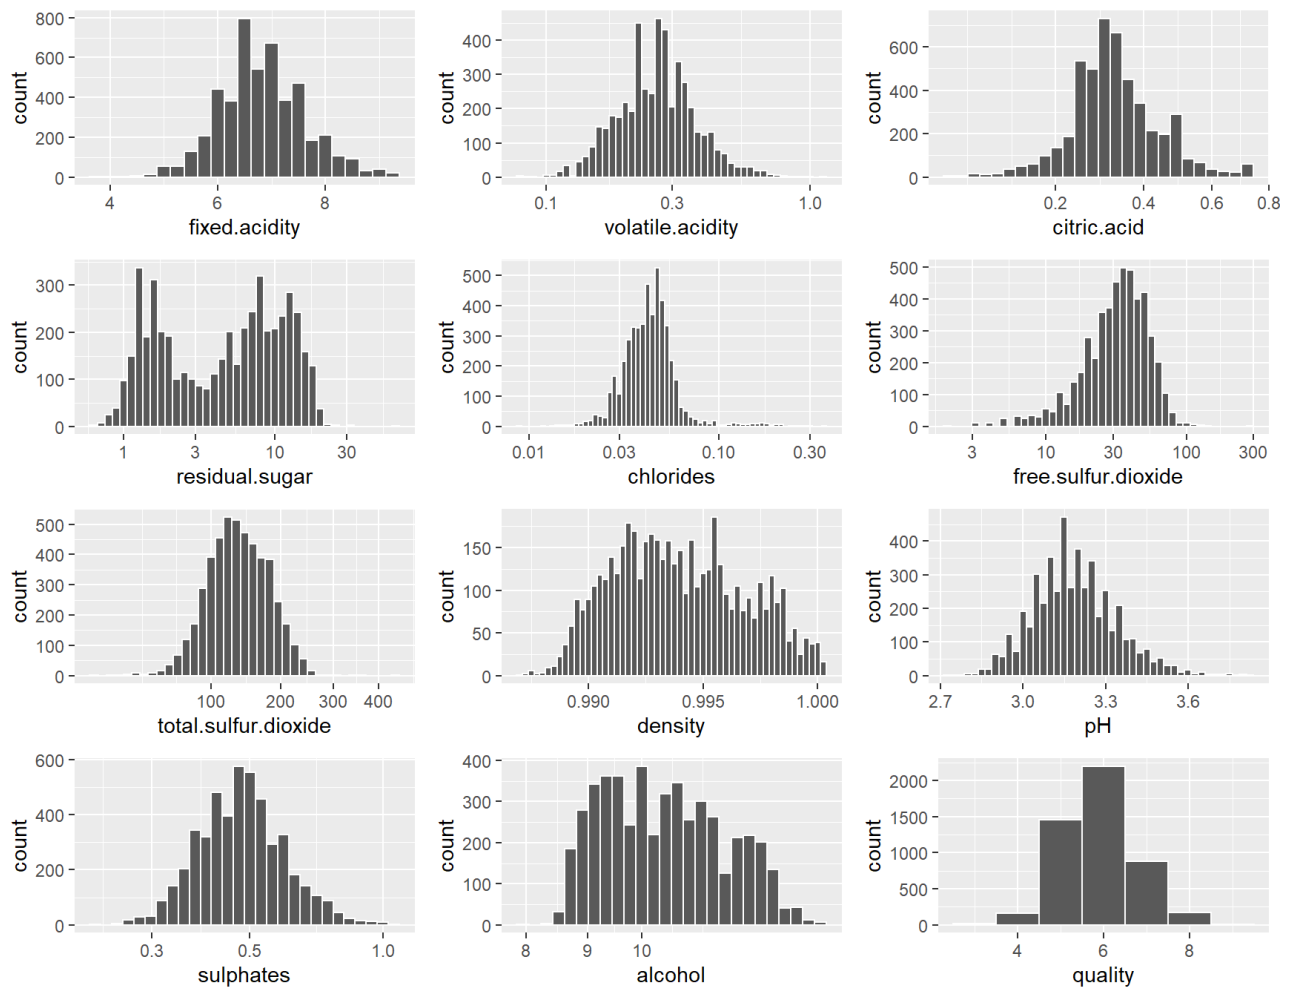 800
600
400
200
0
count
4 6 8
fixed.acidity
400
300
200
100
0
count
0.1 0.3 1.0
volatile.acidity
600
400
200
0
count
0.2 0.4 0.6 0.8
citric.acid
300
200
100
0
count
1 3 10 30
residual.sugar
500
400
300
200
100
0
count
0.01 0.03 0.10 0.30
chlorides
500
400
300
200
100
0
count
3 10 30 100 300
free.sulfur.dioxide
500
400
300
200
100
0
count
100 200 300 400
total.sulfur.dioxide
150
100
50
0
count
0.990 0.995 1.000
density
400
300
200
100
0
count
2.7 3.0 3.3 3.6
pH
600
400
200
0
count
0.3 0.5 1.0
sulphates
400
300
200
100
0
count
8 9 10
alcohol
2000
1500
1000
500
0
count
4 6 8
quality